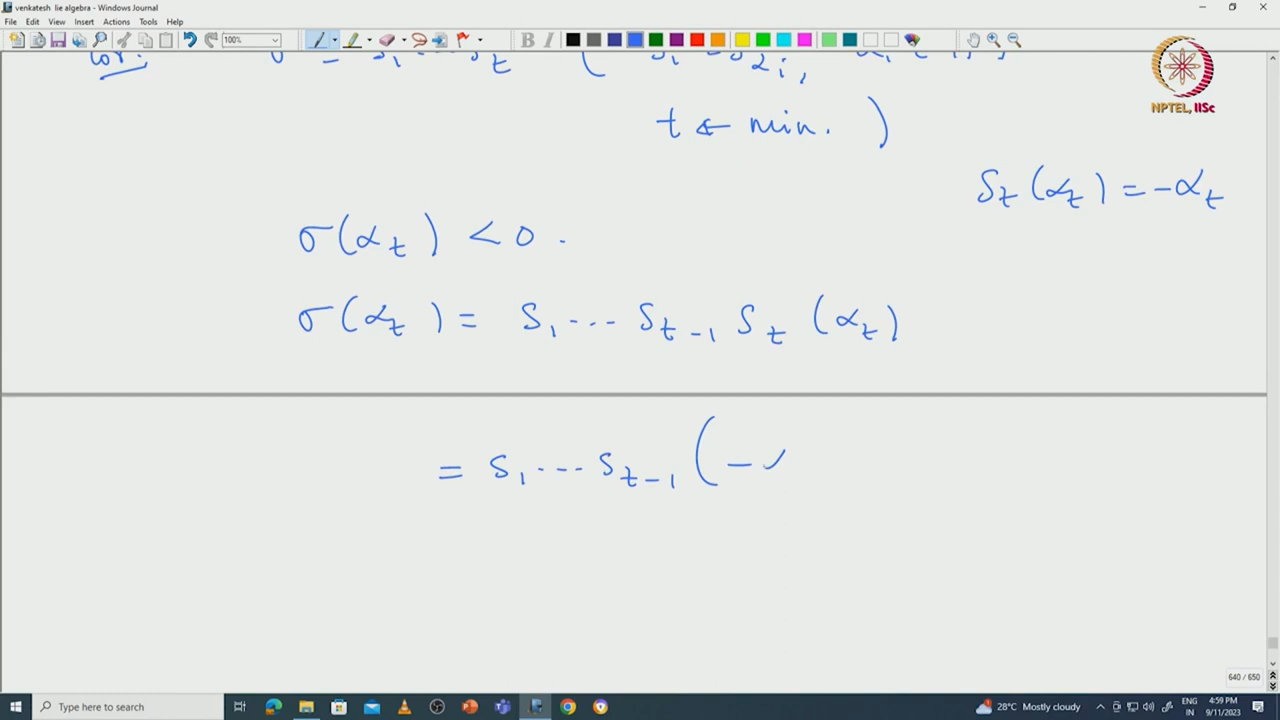 venkatesh lie algebra - Windows Journal
File Edit View Insert Actions Tools Help
100%
Cor:
t ← min. )
NPTEL, IISc
S_t (α_t) = -α_t
σ(α_t) < 0 .
σ(α_t) = S_1 ... S_{t-1} S_t (α_t)
= S_1 ... S_{t-1} ( -
640 / 650
Type here to search
28°C Mostly cloudy
ENG
IN
4:59 PM
9/11/2023